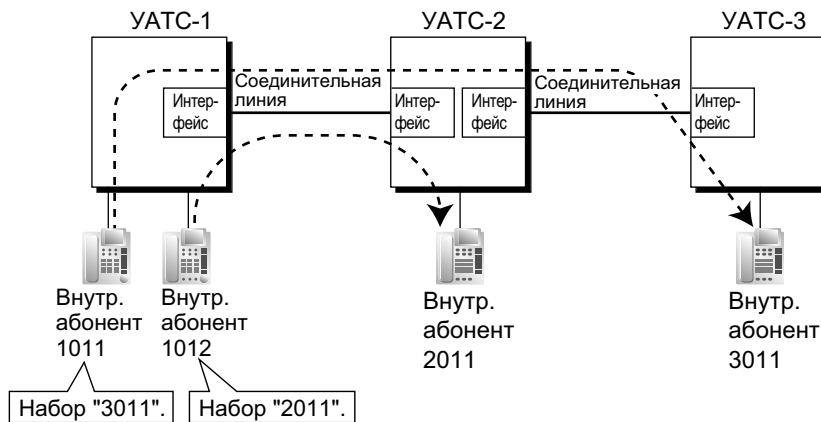 УАТС-1
УАТС-2
УАТС-3
Соединительная
линия
Соединительная
линия
Интер-
фейс
Интер-
фейс
Интер-
фейс
Интер-
фейс
Внутр.
абонент
1011
Внутр.
абонент
1012
Внутр.
абонент
2011
Внутр.
абонент
3011
Набор "3011".
Набор "2011".